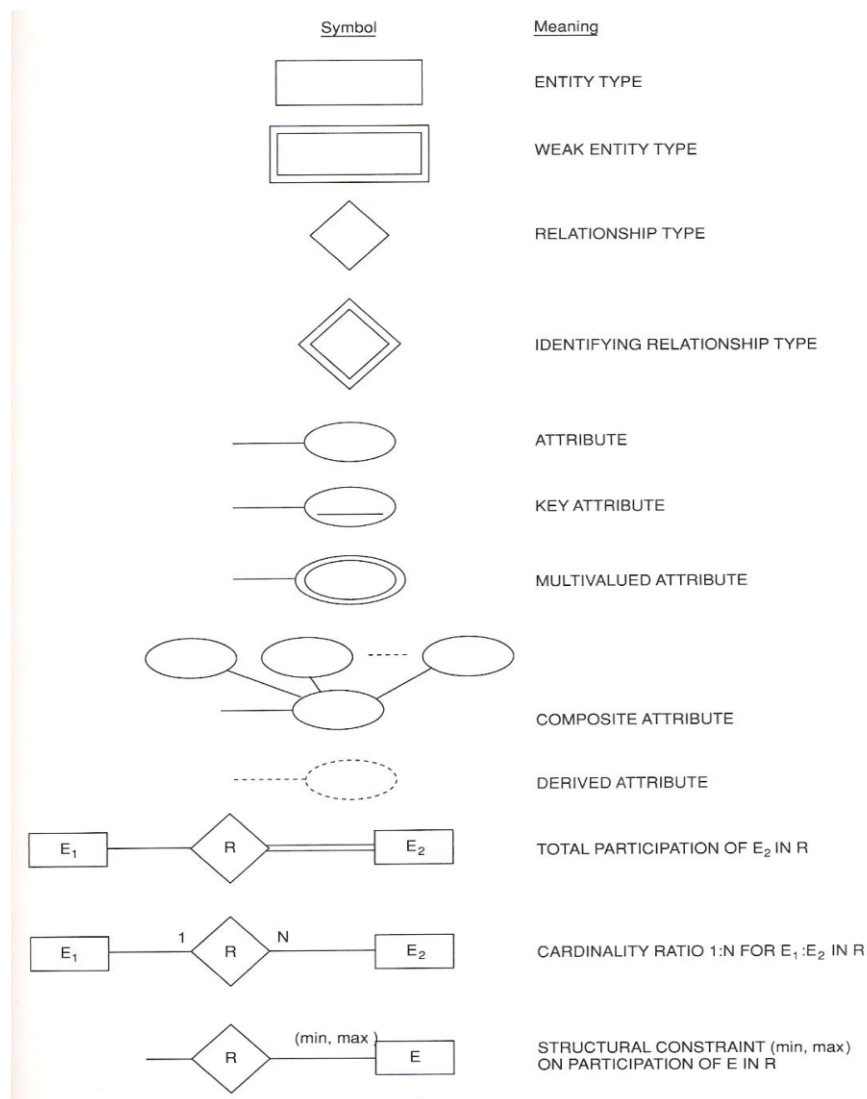 Symbol Meaning
ENTITY TYPE
WEAK ENTITY TYPE
RELATIONSHIP TYPE
IDENTIFYING RELATIONSHIP TYPE
ATTRIBUTE
KEY ATTRIBUTE
MULTIVALUED ATTRIBUTE
COMPOSITE ATTRIBUTE
DERIVED ATTRIBUTE
E₁ R E₂ TOTAL PARTICIPATION OF E₂ IN R
1 N
E₁ R E₂ CARDINALITY RATIO 1:N FOR E₁:E₂ IN R
(min, max)
R E STRUCTURAL CONSTRAINT (min, max)
ON PARTICIPATION OF E IN R